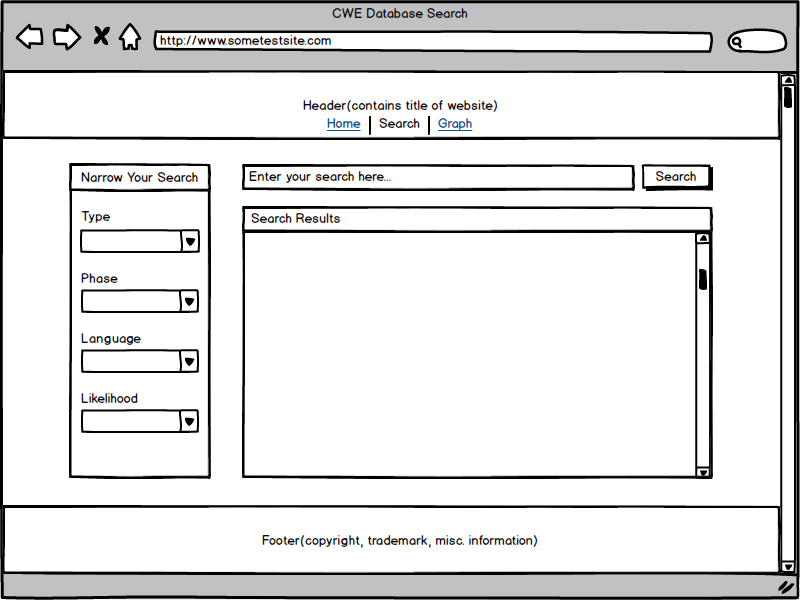 CWE Database Search
http://www.sometestsite.com
Header(contains title of website)
Home | Search | Graph
Narrow Your Search
Enter your search here...
Search
Search Results
Type
Phase
Language
Likelihood
Footer(copyright, trademark, misc. information)